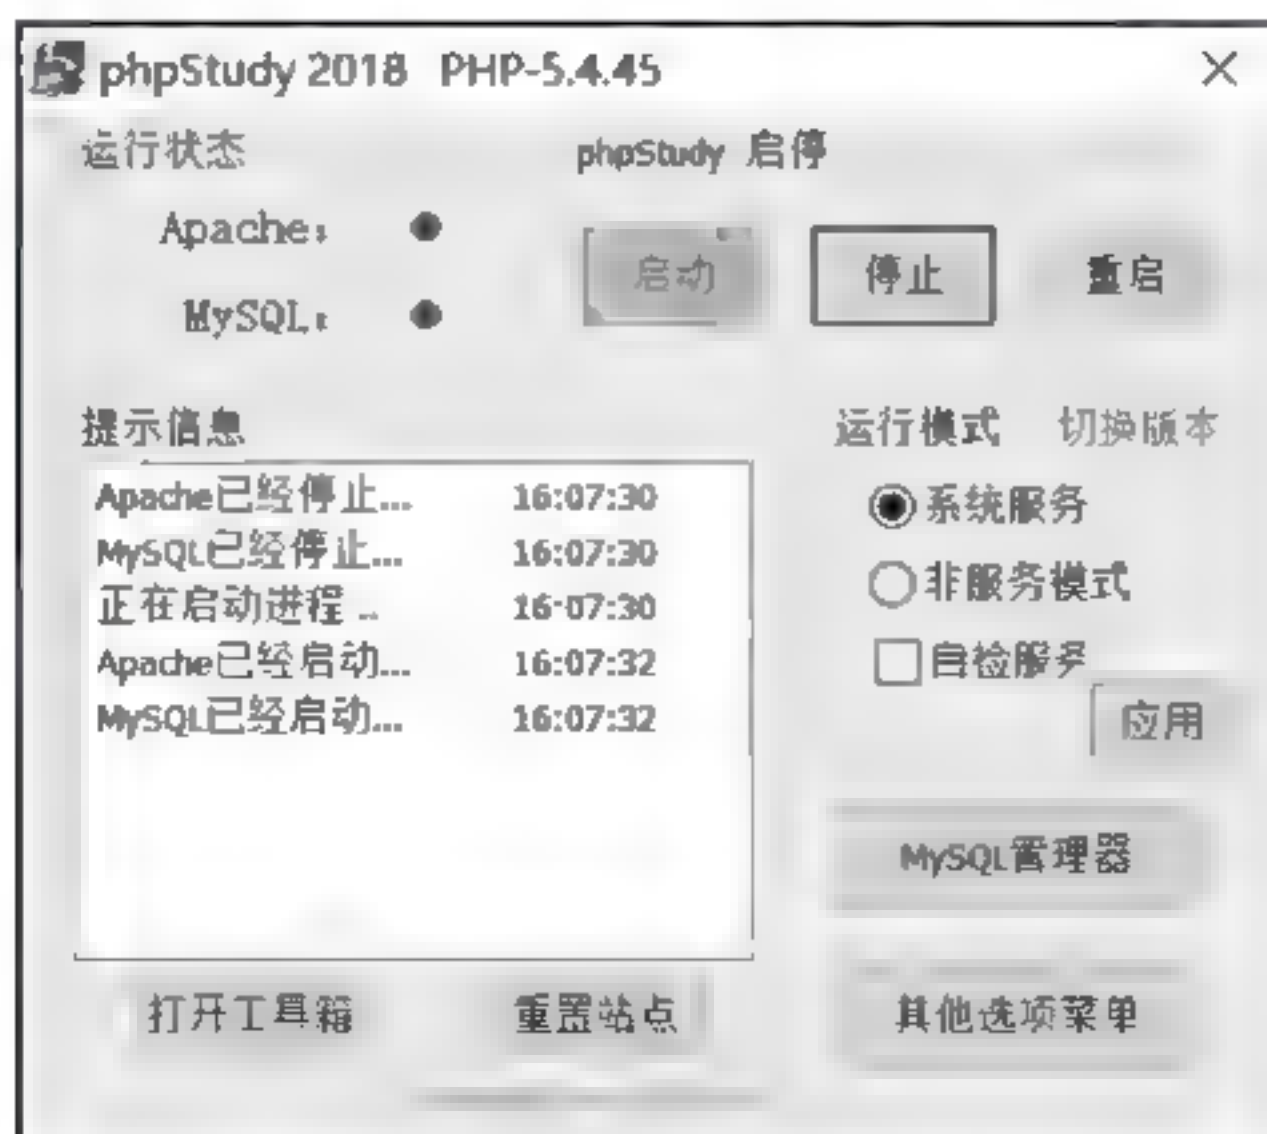 phpStudy 2018 PHP-5.4.45
运行状态 phpStudy 启停
Apache:
启动 停止 重启
MySQL:
提示信息 运行模式 切换版本
Apache已经停止... 16:07:30
MySQL已经停止... 16:07:30
正在启动进程 .. 16:07:30
Apache已经启动... 16:07:32
MySQL已经启动... 16:07:32
系统服务
非服务模式
自检服务
应用
MySQL管理器
打开工具箱 重置站点 其他选项菜单